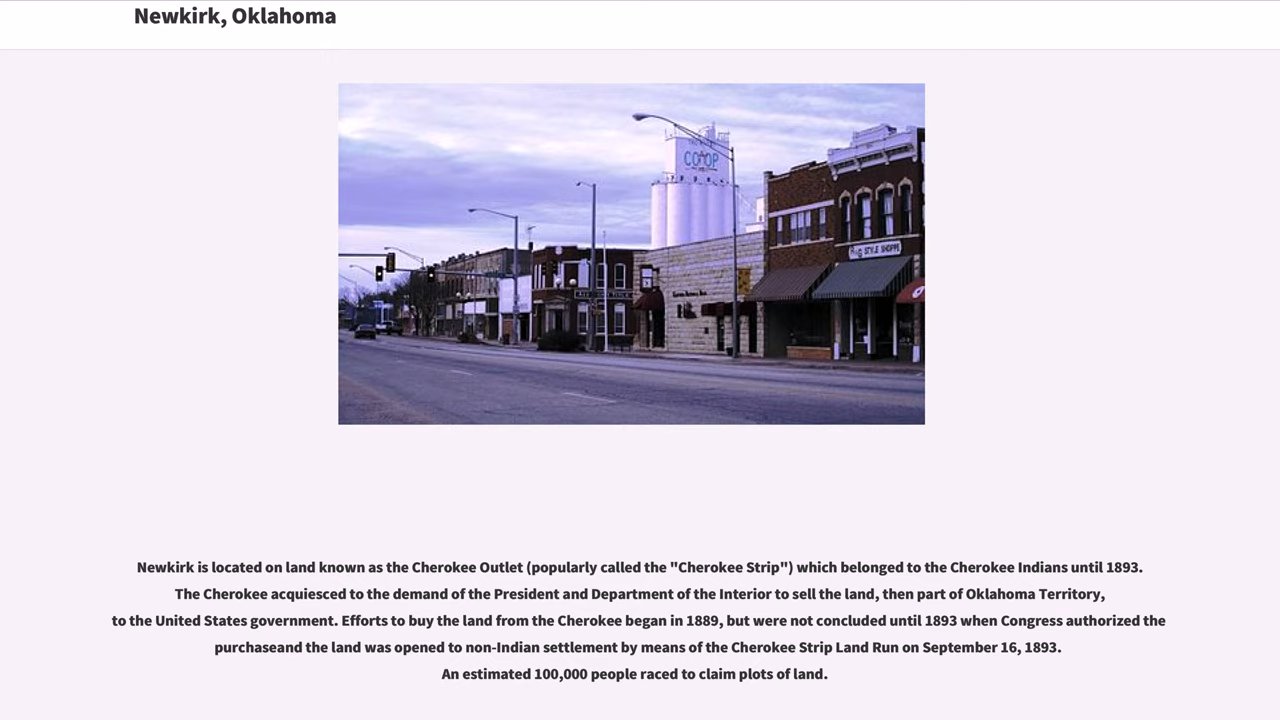 Newkirk, Oklahoma
CO-OP
STYLE SHOPPE
Newkirk is located on land known as the Cherokee Outlet (popularly called the "Cherokee Strip") which belonged to the Cherokee Indians until 1893.
The Cherokee acquiesced to the demand of the President and Department of the Interior to sell the land, then part of Oklahoma Territory,
to the United States government. Efforts to buy the land from the Cherokee began in 1889, but were not concluded until 1893 when Congress authorized the
purchaseand the land was opened to non-Indian settlement by means of the Cherokee Strip Land Run on September 16, 1893.
An estimated 100,000 people raced to claim plots of land.